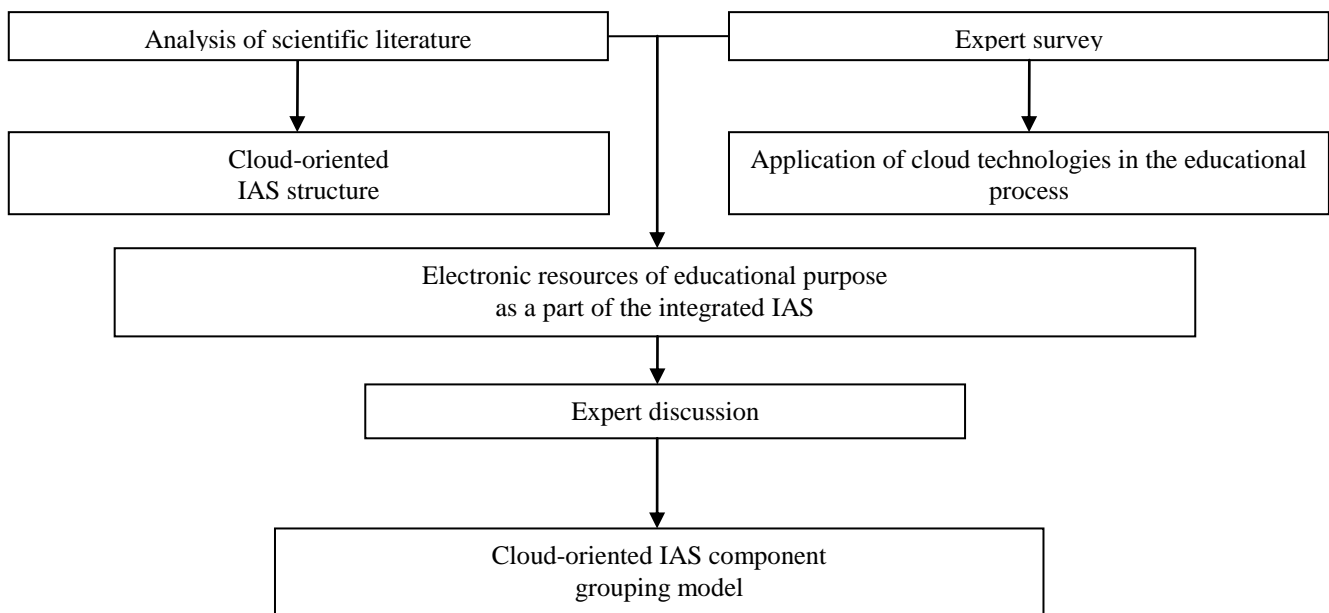 Analysis of scientific literature
Expert survey
Cloud-oriented
IAS structure
Application of cloud technologies in the educational
process
Electronic resources of educational purpose
as a part of the integrated IAS
Expert discussion
Cloud-oriented IAS component
grouping model